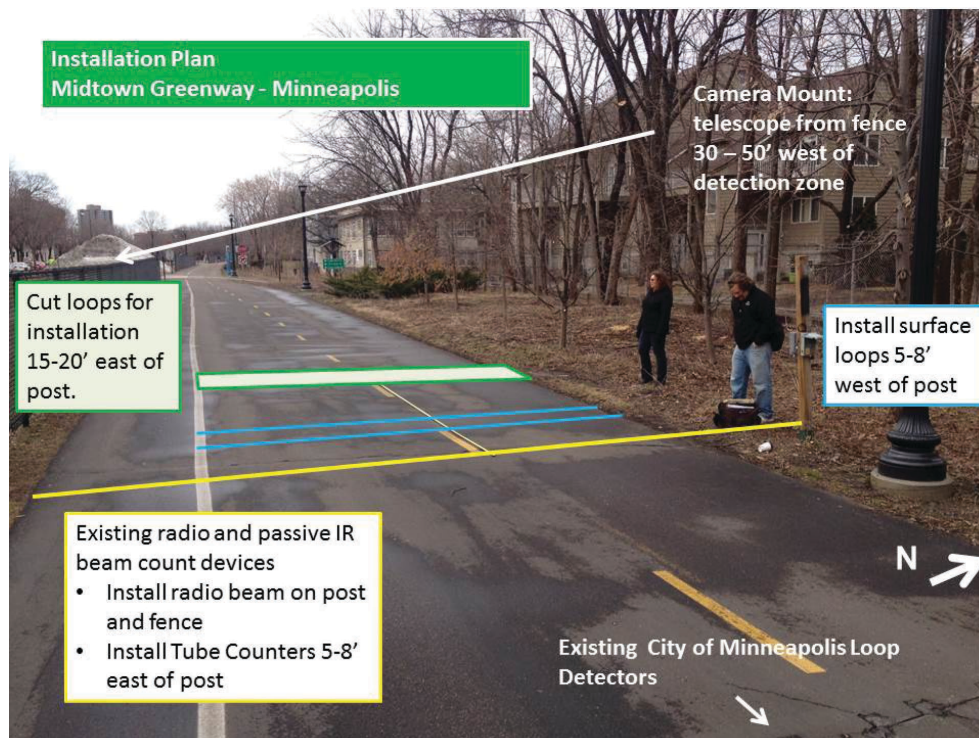 Installation Plan
Midtown Greenway - Minneapolis
Camera Mount:
telescope from fence
30 – 50' west of
detection zone
Cut loops for
installation
15-20' east of
post.
Install surface
loops 5-8'
west of post
Existing radio and passive IR
beam count devices
• Install radio beam on post
and fence
• Install Tube Counters 5-8'
east of post
N
Existing City of Minneapolis Loop
Detectors